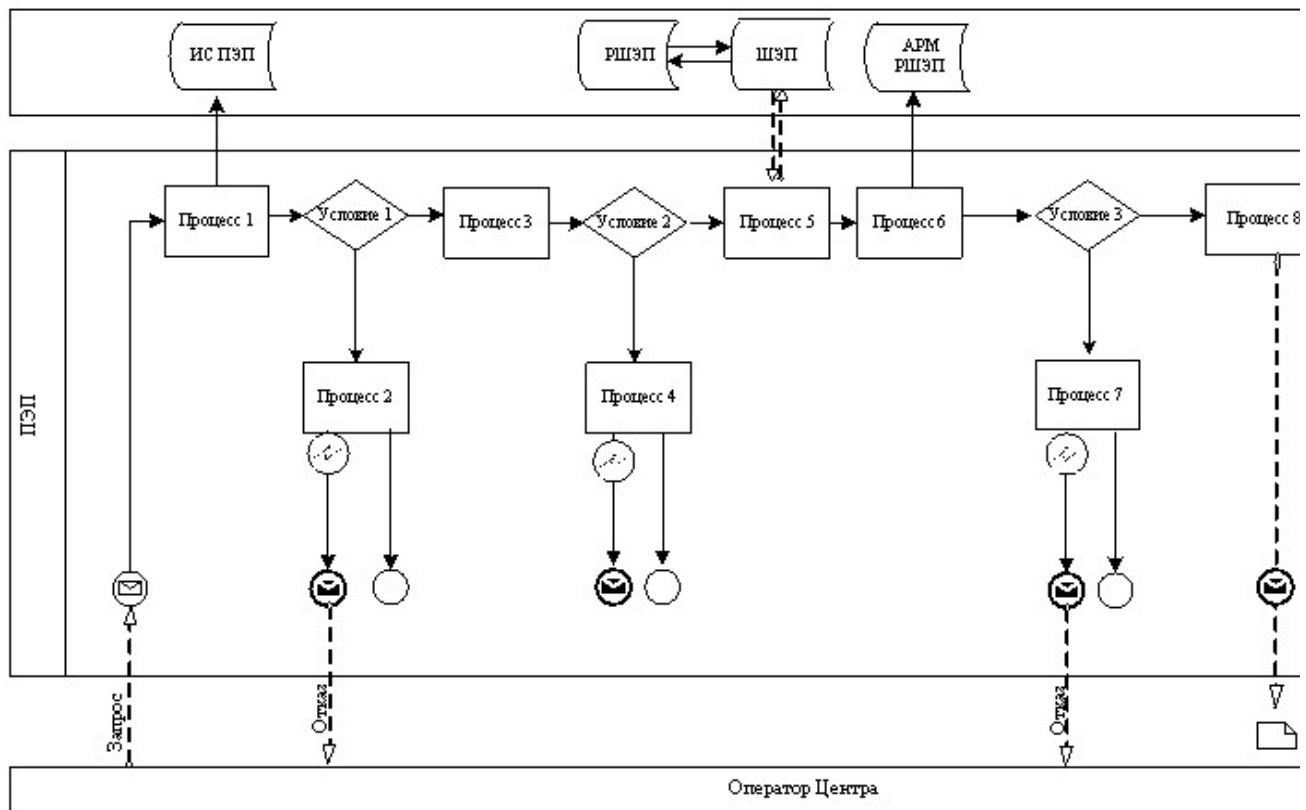 ИС ПЭП
РШЭП
ШЭП
АРМ
РШЭП
ПЭП
Процесс 1
Условие 1
Процесс 3
Условие 2
Процесс 5
Процесс 6
Условие 3
Процесс 8
Процесс 2
Процесс 4
Процесс 7
Запрос
Отказ
Отказ
Оператор Центра